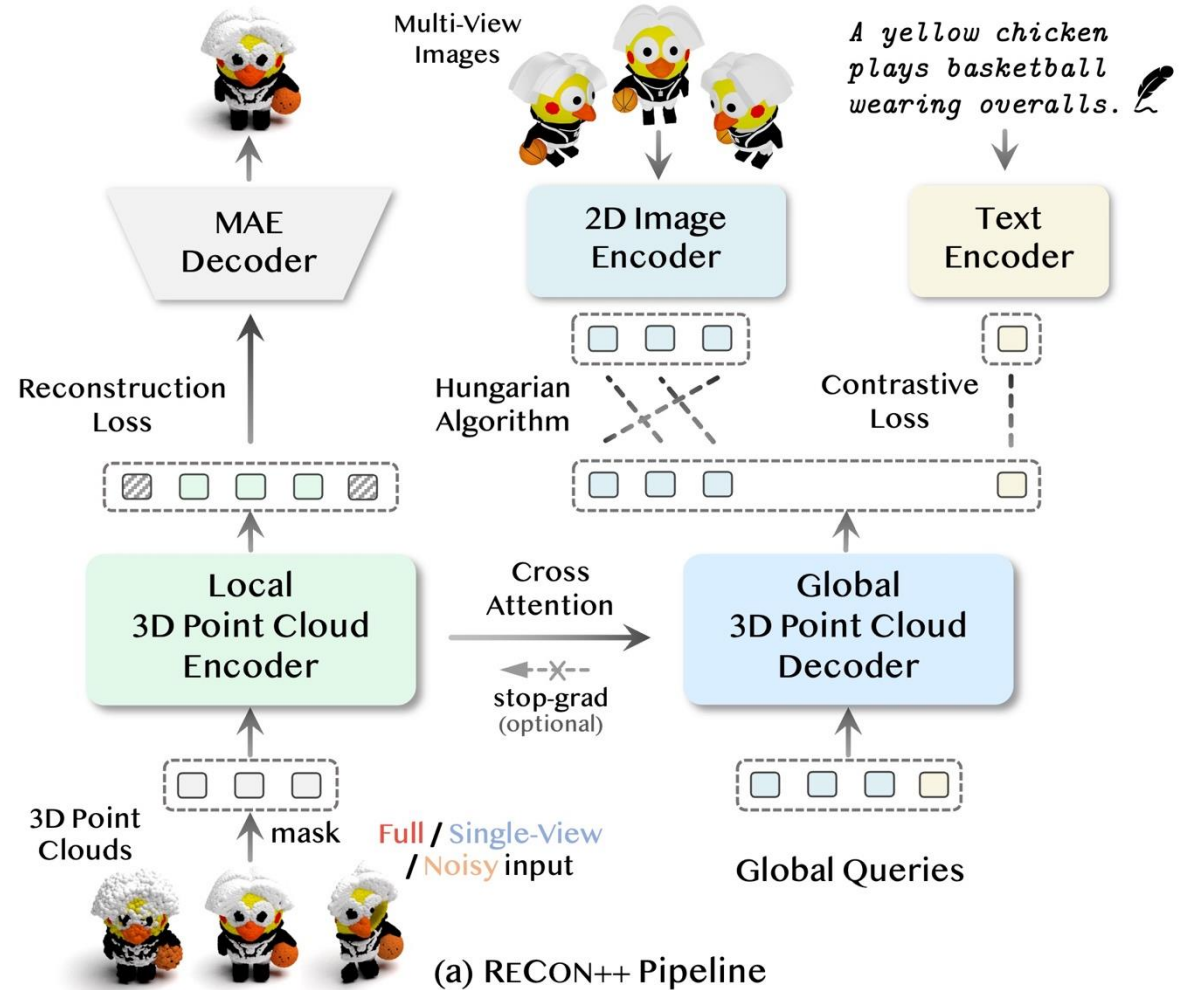 Multi-View
Images
A yellow chicken
plays basketball
wearing overalls.
MAE
Decoder
2D Image
Encoder
Text
Encoder
Reconstruction
Loss
Hungarian
Algorithm
Contrastive
Loss
Local
3D Point Cloud
Encoder
Cross
Attention
stop-grad
(optional)
Global
3D Point Cloud
Decoder
3D Point
Clouds
mask
Full / Single-View
/ Noisy input
Global Queries
(a) RECON++ Pipeline